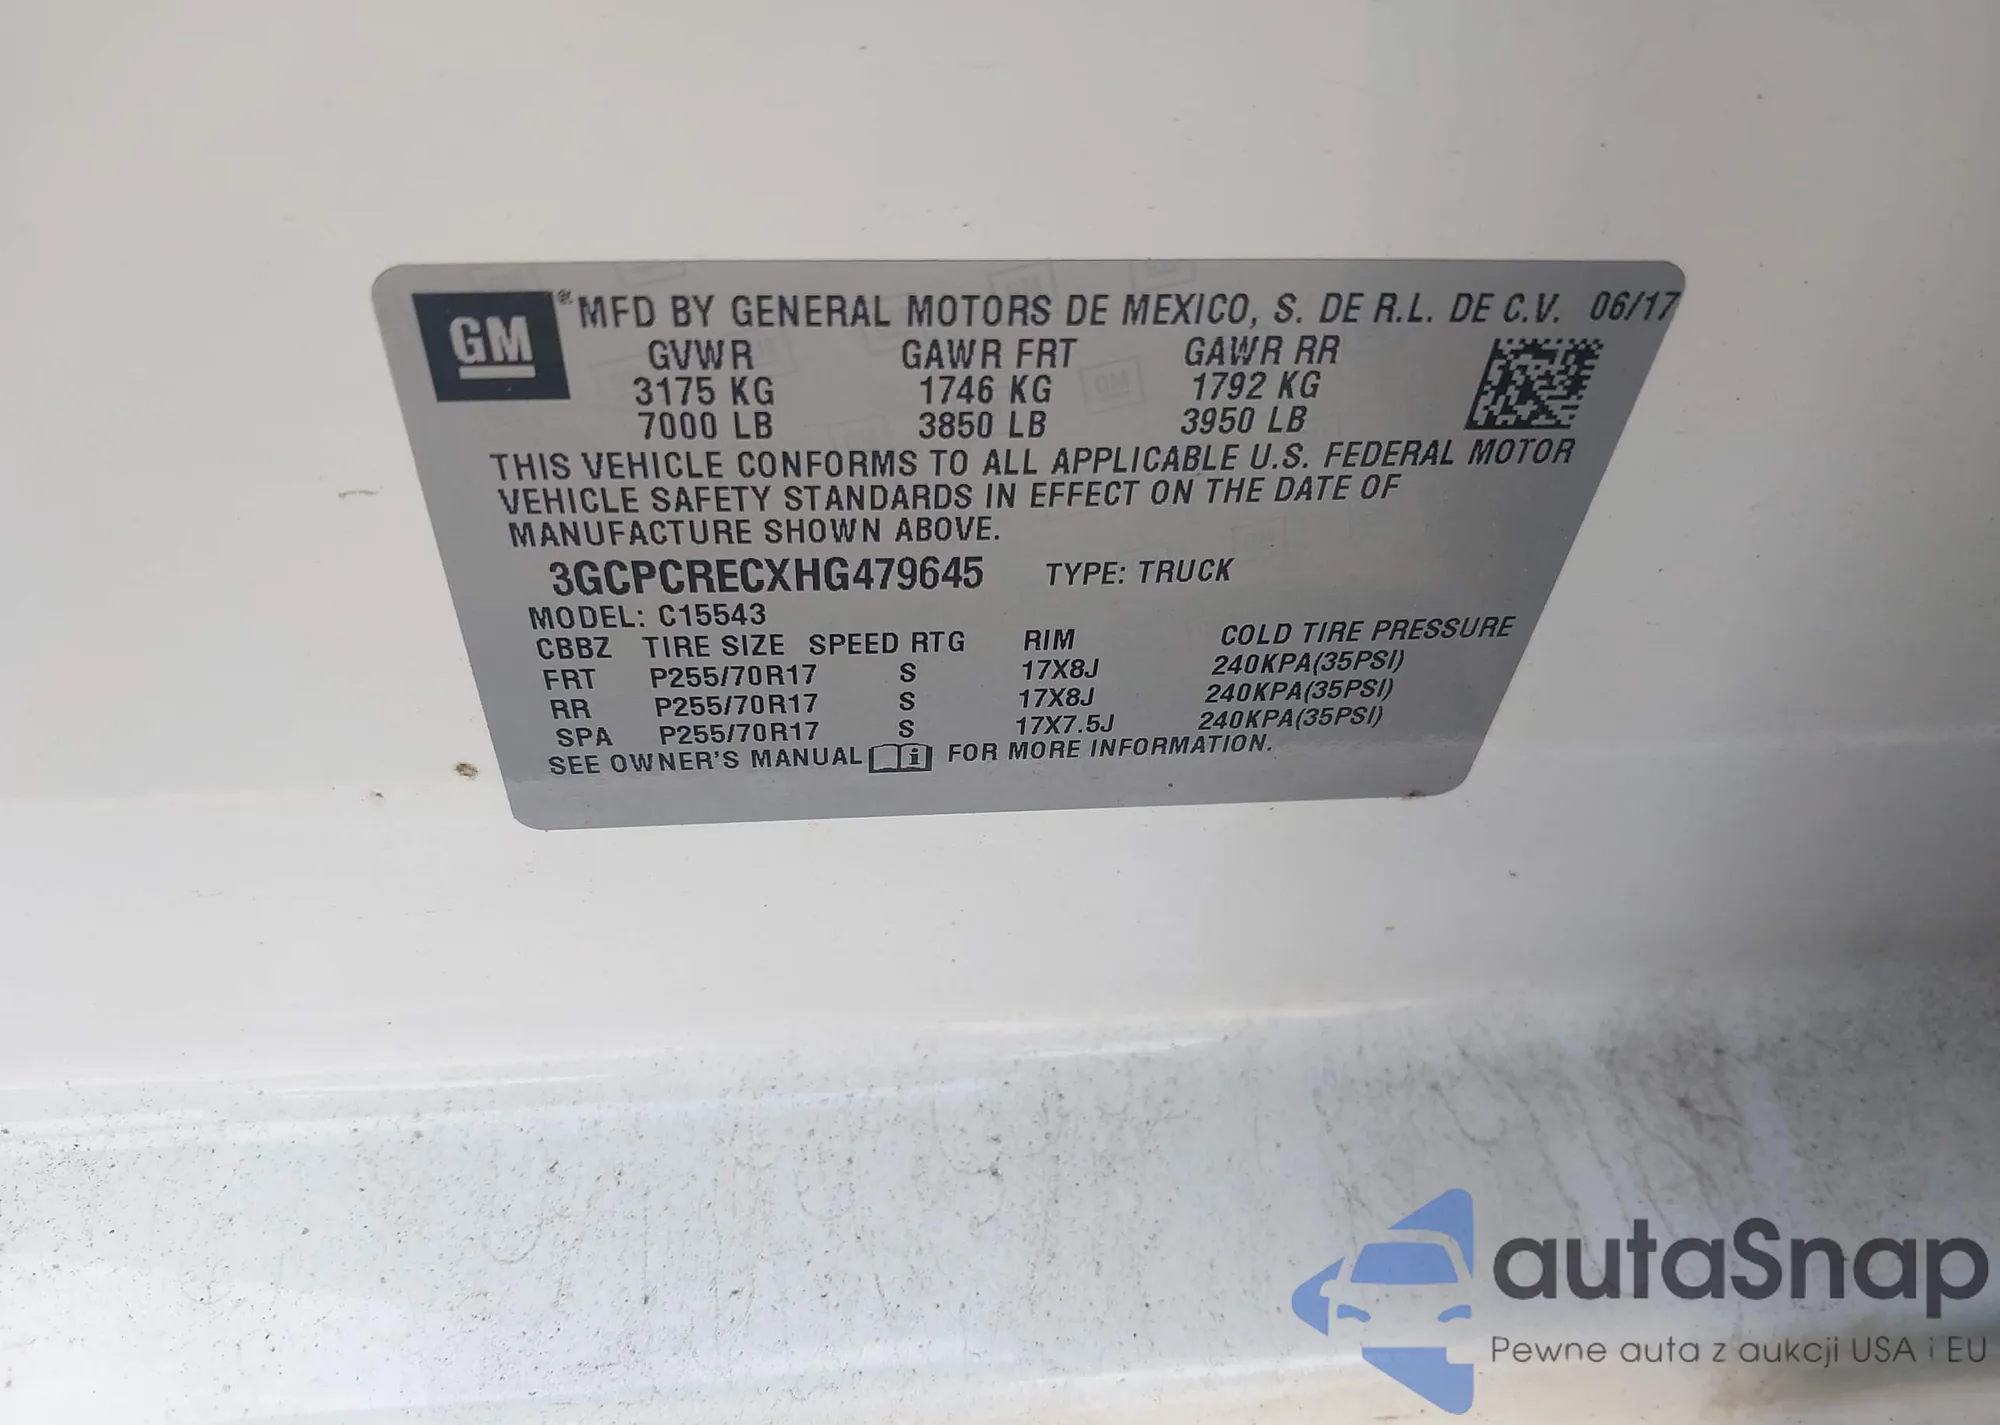 GM ® MFD BY GENERAL MOTORS DE MEXICO, S. DE R.L. DE C.V. 06/17
GVWR GAWR FRT GAWR RR
3175 KG 1746 KG 1792 KG
7000 LB 3850 LB 3950 LB
THIS VEHICLE CONFORMS TO ALL APPLICABLE U.S. FEDERAL MOTOR
VEHICLE SAFETY STANDARDS IN EFFECT ON THE DATE OF
MANUFACTURE SHOWN ABOVE.
3GCPCRECXHG479645 TYPE: TRUCK
MODEL: C15543
CBBZ TIRE SIZE SPEED RTG RIM COLD TIRE PRESSURE
FRT P255/70R17 S 17X8J 240KPA(35PSI)
RR P255/70R17 S 17X8J 240KPA(35PSI)
SPA P255/70R17 S 17X7.5J 240KPA(35PSI)
SEE OWNER'S MANUAL i FOR MORE INFORMATION.
autaSnap
Pewne auta z aukcji USA i EU